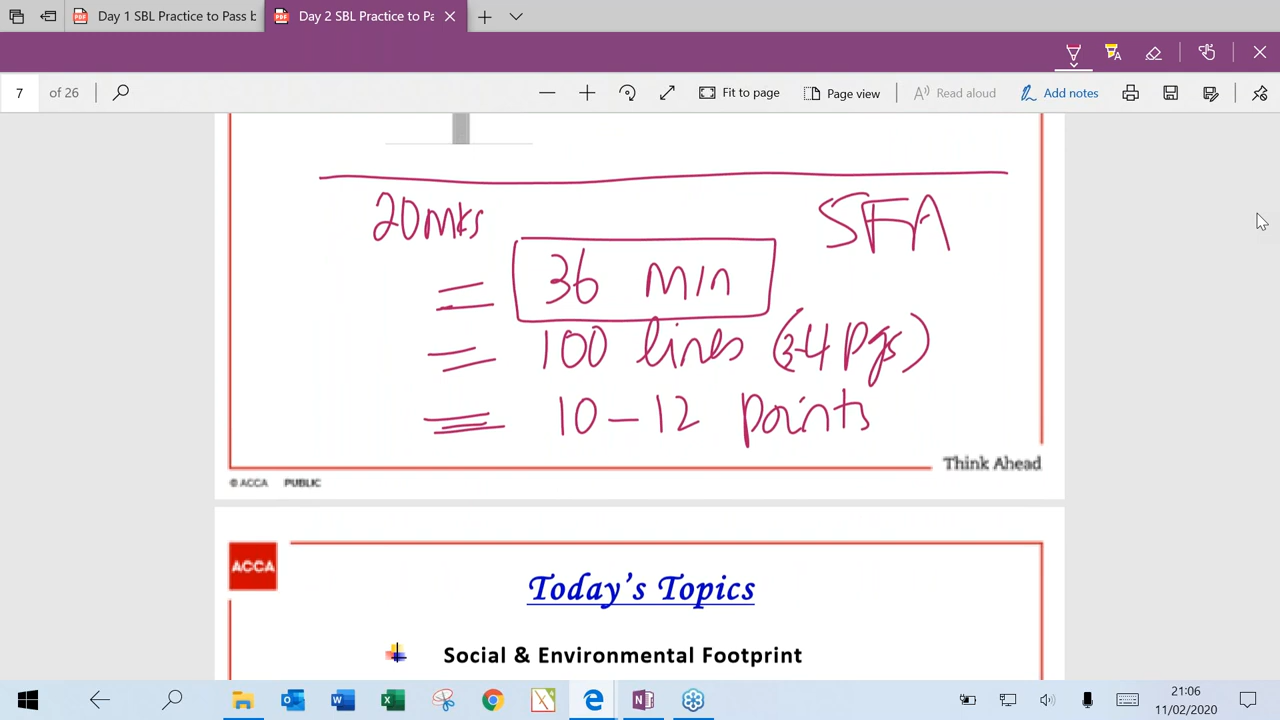 Day 1 SBL Practice to Pass b
Day 2 SBL Practice to Pa
7 of 26
Fit to page
Page view
Read aloud
Add notes
20mks
SFA
= 36 Min
= 100 lines (3-4 pgs)
= 10-12 Points
Think Ahead
© ACCA PUBLIC
ACCA
Today's Topics
Social & Environmental Footprint
21:06
11/02/2020